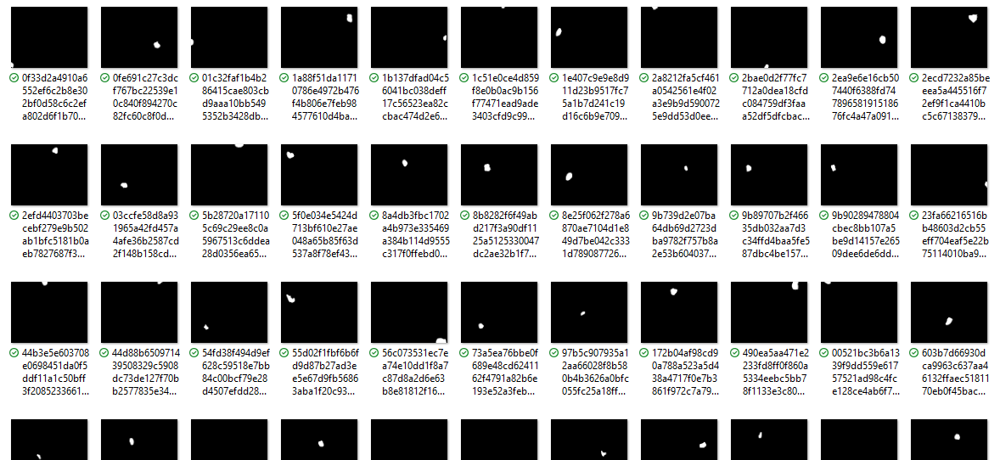 0f33d2a4910a6
552ef6c2b8e30
2bf0d58c6c2ef
a802d6f1b70...
0fe691c27c3dc
f767bc22539e1
0c840f894270c
82fc60c8f0d...
01c32faf1b4b2
86415cae803cb
d9aaa10bb549
5352b3428db...
1a88f51da1171
0786e4972b476
f4b806e7feb98
4577610d4ba...
1b137dfad04c5
6041bc038deff
17c56523ea82c
cbac474d2e6...
1c51e0ce4d859
f8e0b0ac9b156
f77471ead9ade
3403cfd9c99...
1e407c9e9e8d9
11d23b9517fc7
5a1b7d241c19
d16c6b9e709...
2a8212fa5cf461
a0542561e4f02
a3e9b9d590072
5e9dd53d0ee...
2bae0d2f77fc7
712a0dea18cfd
c084759df3faa
a52df5dfcbac...
2ea9e6e16cb50
7440f6388fd74
7896581915186
76fc4a47a091...
2ecd7232a85be
eea5a445516f7
2ef9f1ca4410b
c5c67138379...
2efd4403703be
cebf279e9b502
ab1bfc5181b0a
eb7827687f3...
03ccfe58d8a93
1965a42fd457a
4afe36b2587cd
2f148b158cd...
5b28720a17110
5c69c29ee8c0a
5967513c6ddea
28d0356ea65...
5f0e034e5424d
713bf610e27ae
048a65b85f63d
537a8f78ef43...
8a4db3fbc1702
a4b973e335469
a384b114d9555
c317f0ffebd0...
8b8282f6f49ab
d217f3a90df11
25a5125330047
dc2ae32b1f7...
8e25f062f278a6
870ae7104d1e8
49d7be042c333
1d789087726...
9b739d2e07ba
64db69d2723d
ba9782f757b8a
2e53b604037...
9b89707b2f466
35db032aa7d3
c34ffd4baa5fe5
87dbc4be157...
9b90289478804
cbec8bb107a5
be9d14157e265
09dee6de6dd...
23fa66216516b
bb48603d2cb55
eff704eaf5e22b
75114010ba9...
44b3e5e603708
e0698451da0f5
ddf11a1c50bff
3f2085233661...
44d88b6509714
39508329c5908
dc73de127f70b
b2577835e34...
54fd38f494d9ef
628c59518e7bb
84c00bcf79e28
d4507efdd28...
55d02f1fbf6b6f
d9d87b27ad3e
e5e67d9fb5686
3aba1f20c93...
56c073531ec7e
a74e10dd1f8a7
c87d8a2d6e63
b8e81812f16...
73a5ea76bbe0f
689e48cd62411
62f4791a82b6e
193e52a3feb...
97b5c907935a1
2aa66028f8b58
0b4b3626a0bfc
055fc25a18ff...
172b04af98cd9
0a788a523a5d4
38a4717f0e7b3
861f972c7a79...
490ea5aa471e2
233fd8ff0f860a
5334eebc5bb7
8f1133e3c80...
00521bc3b6a13
39f9dd559e617
57521ad98c4fc
e128ce4ab6f7...
603b7d66930d
ca9963c637aa4
6132ffaec51811
70eb0f45bac...